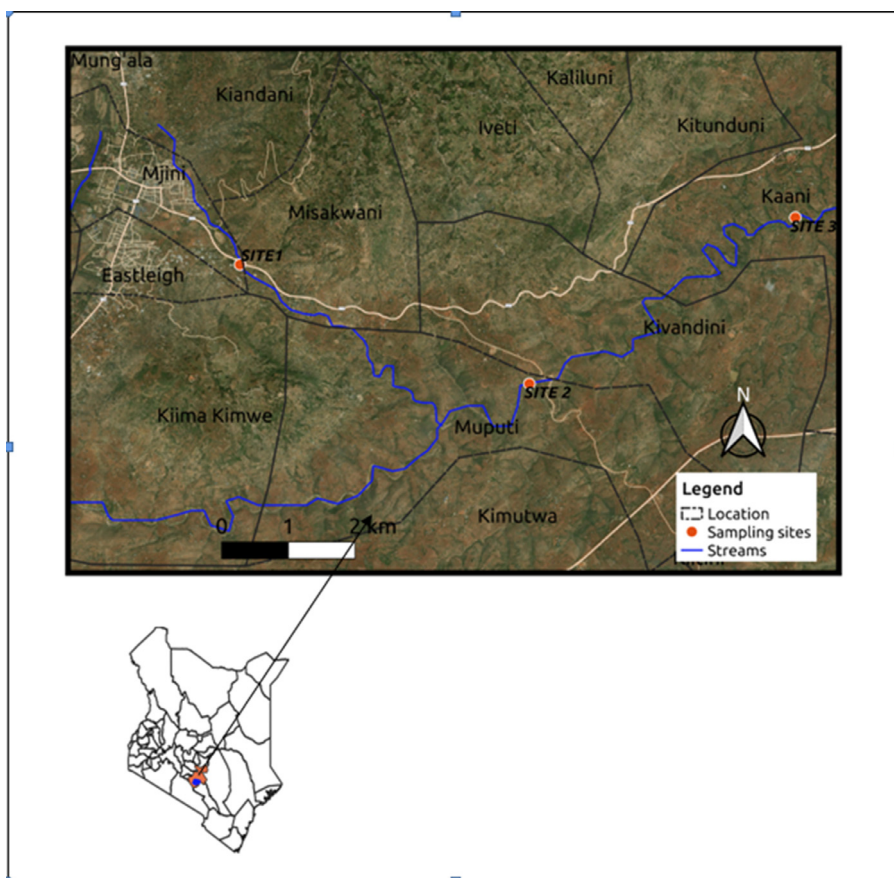 Mung'ala
Kaliluni
Kiandani
Iveti
Kitunduni
Mjini
Kaani
Misakwani
SITE 3
SITE1
Eastleigh
Kivandini
SITE 2
N
Kiima Kimwe
Muputi
Legend
Location
Sampling sites
Streams
Kimutwa
0 1 2 km